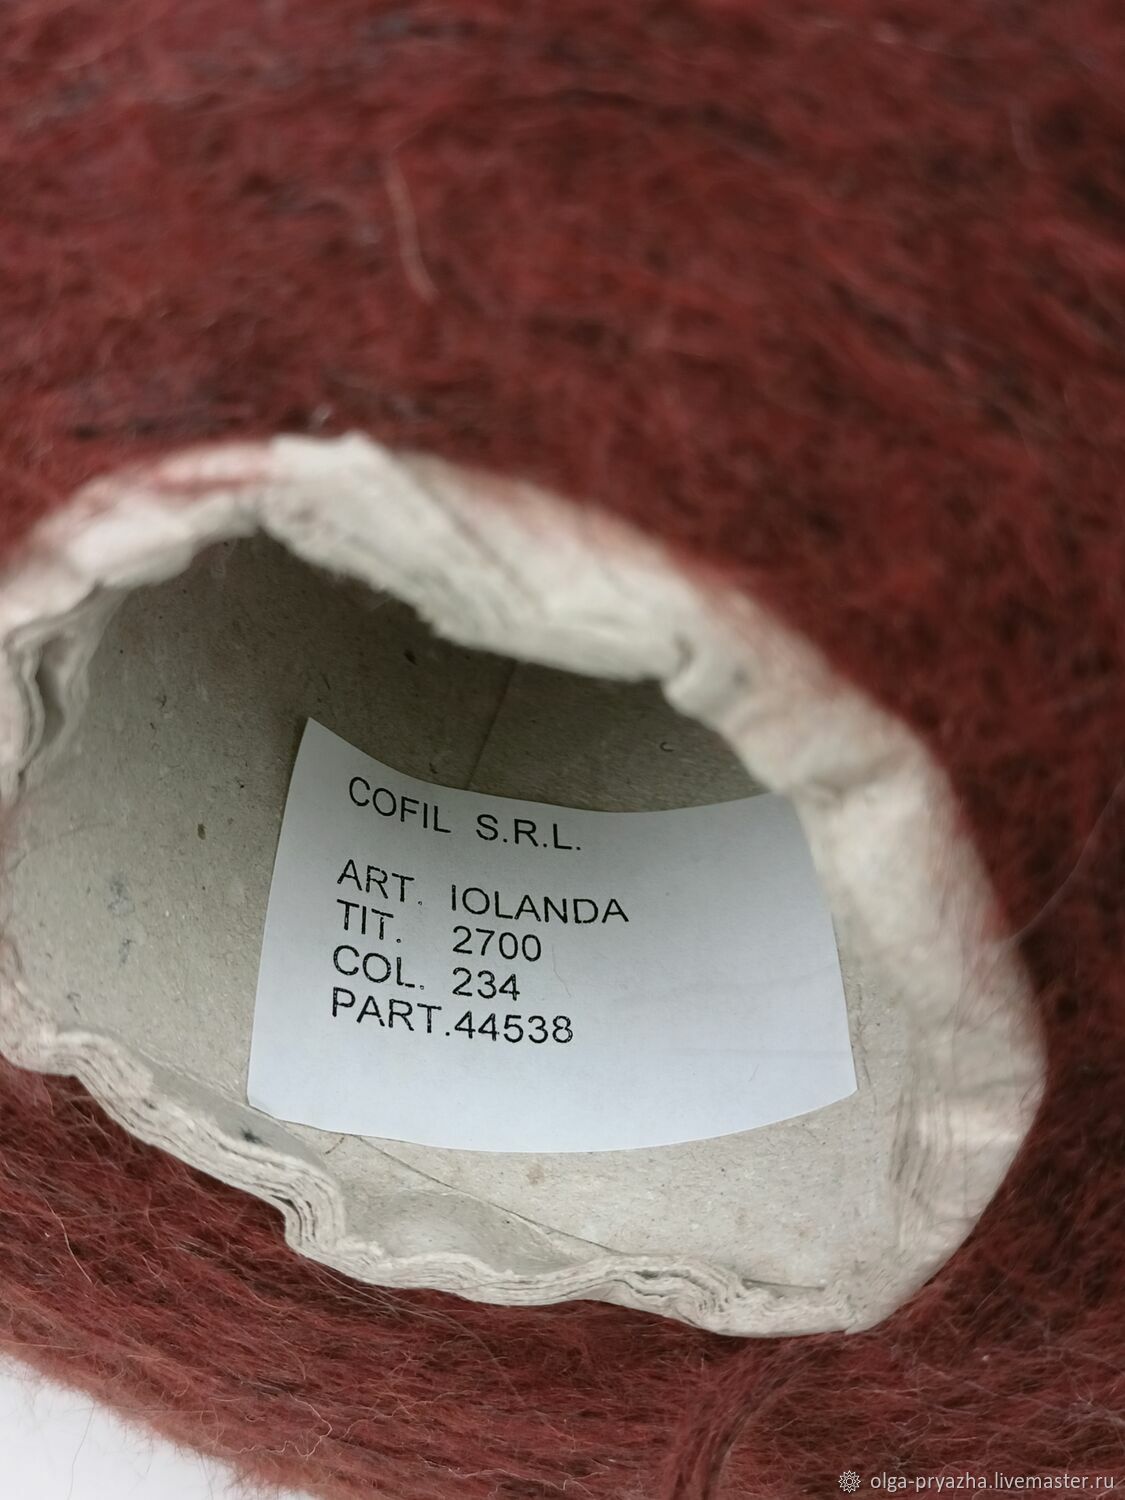 COFIL S.R.L.
ART. IOLANDA
TIT. 2700
COL. 234
PART.44538
olga-pryazha.livemaster.ru